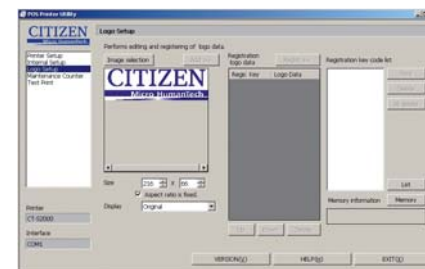 POS Printer Utility
CITIZEN
Micro HumanTech
Logo Setup
Performs editing and registering of logo data.
Printer Setup
Internal Setup
Logo Setup
Maintenance Counter
Test Print
Image selection
Registration logo data
Registration key code list
Regis. Key
Logo Data
CITIZEN
Micro HumanTech
Size
X
Aspect ratio is fixed.
Display
Original
List
Memory information
Memory
Printer
CT-S2000
Interface
COM1
VERSION(V)
HELP(H)
EXIT(Q)